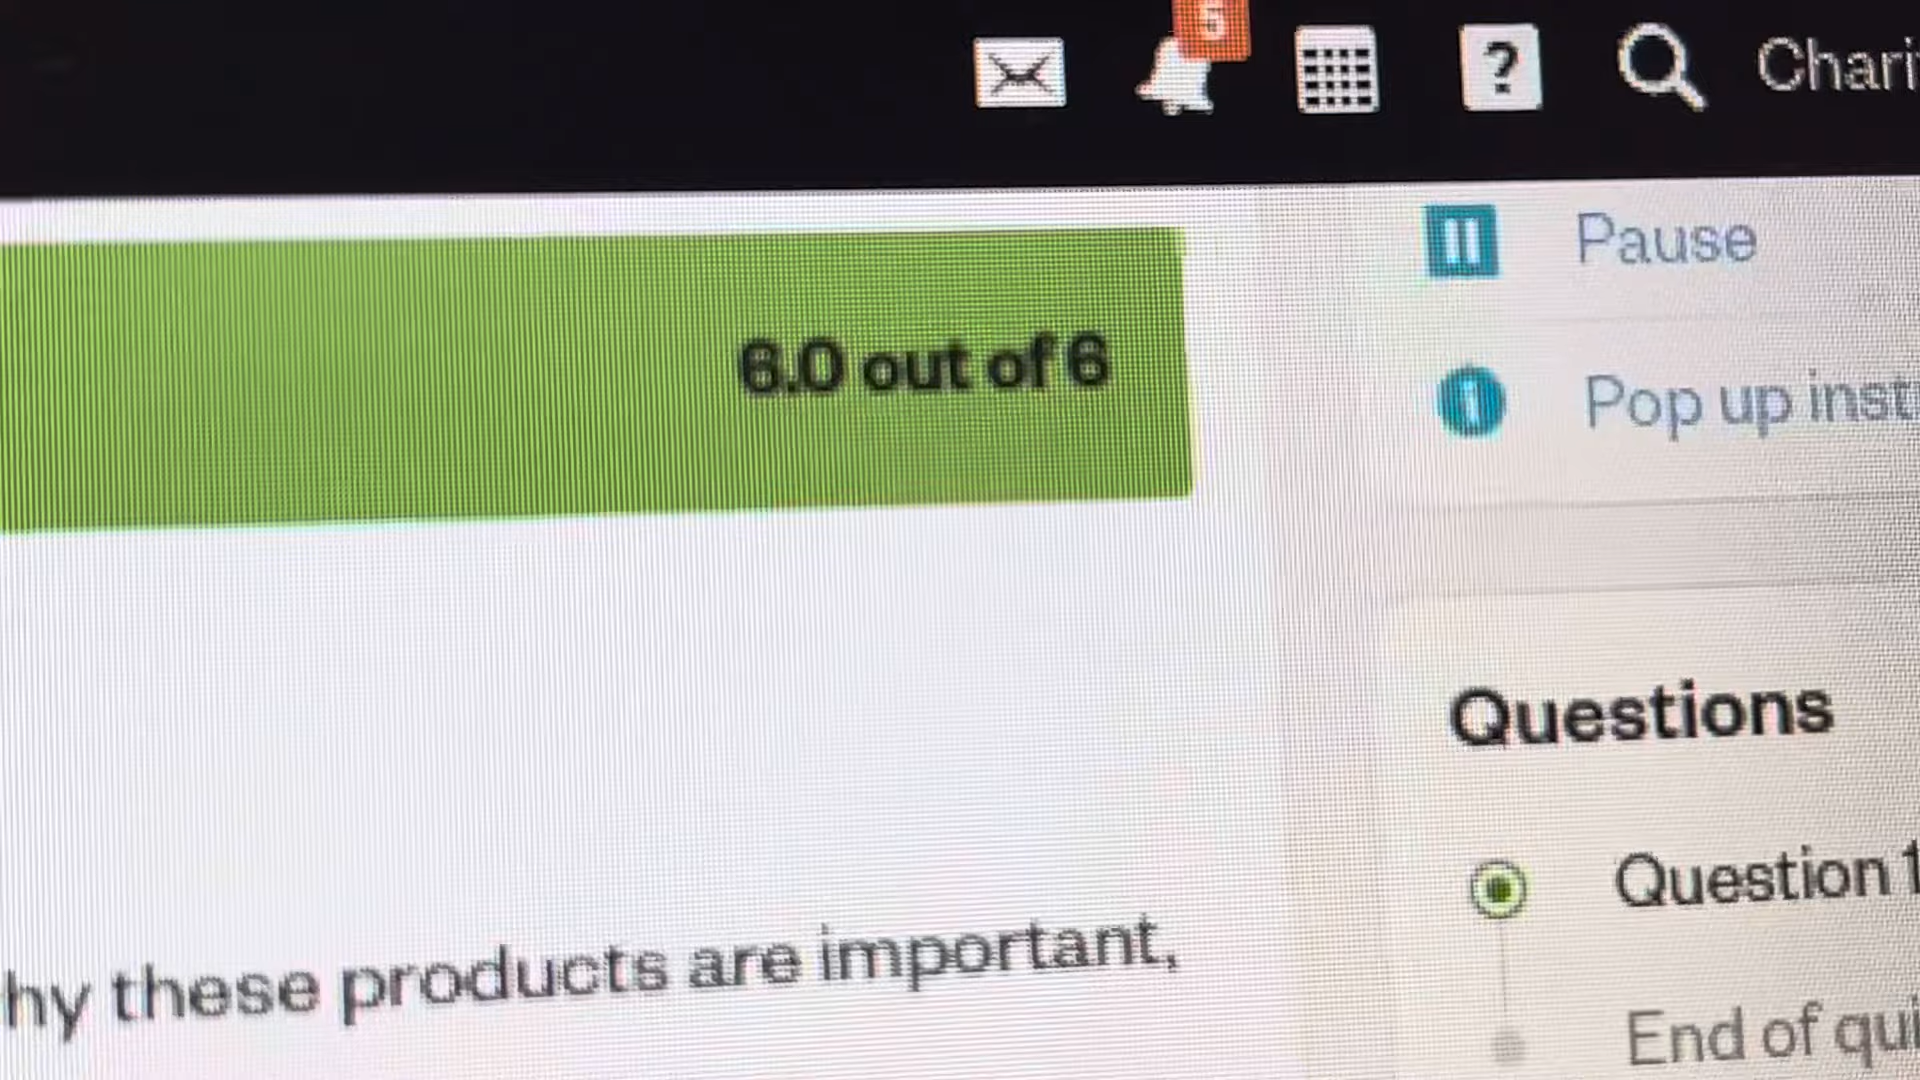 5
?
Chari
Pause
6.0 out of 6
Pop up inst
Questions
Question 1
hy these products are important,
End of qui